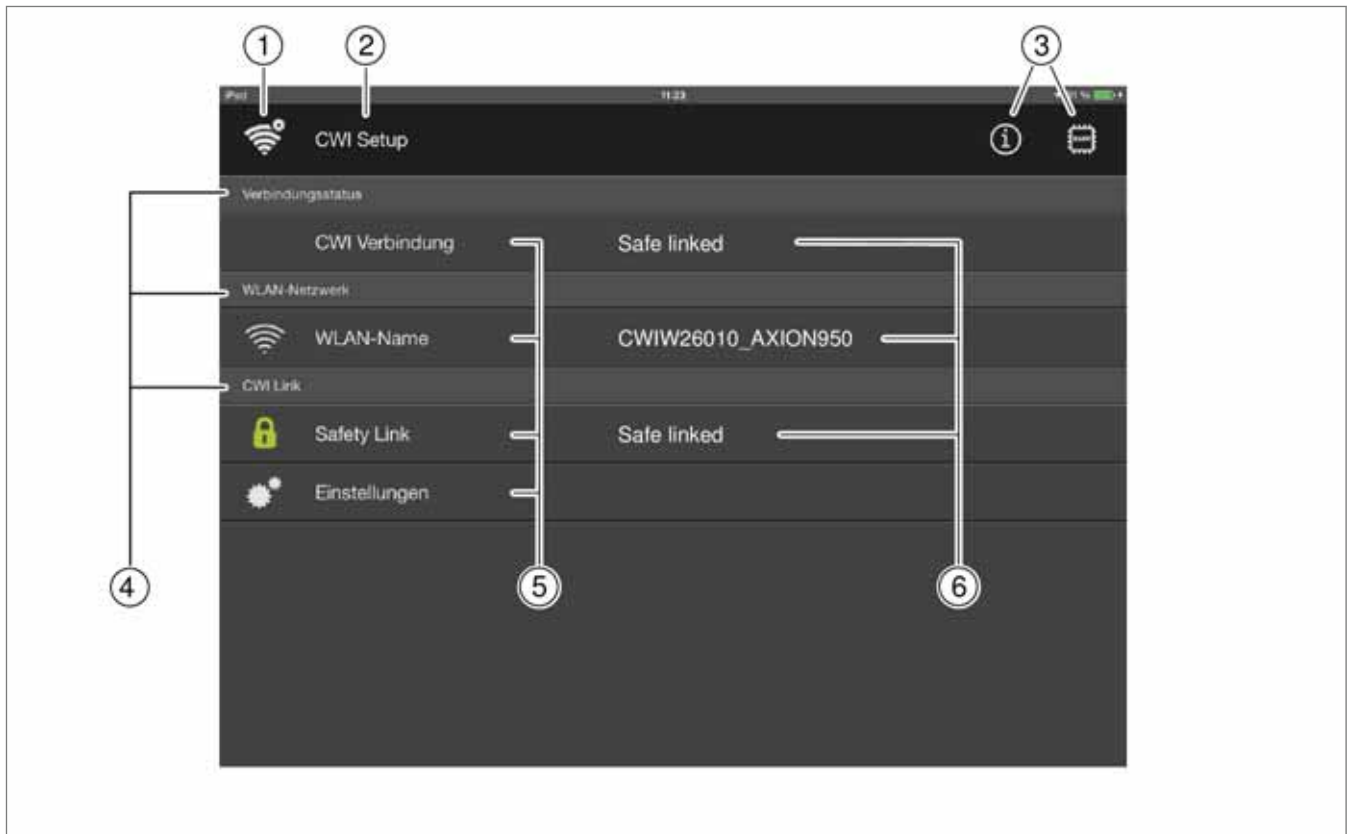 1 2 3
iPad 11:23 %
CWI Setup
Verbindungsstatus
CWI Verbindung Safe linked
WLAN-Netzwerk
WLAN-Name CWIW26010_AXION950
CWI Link
Safety Link Safe linked
Einstellungen
4 5 6